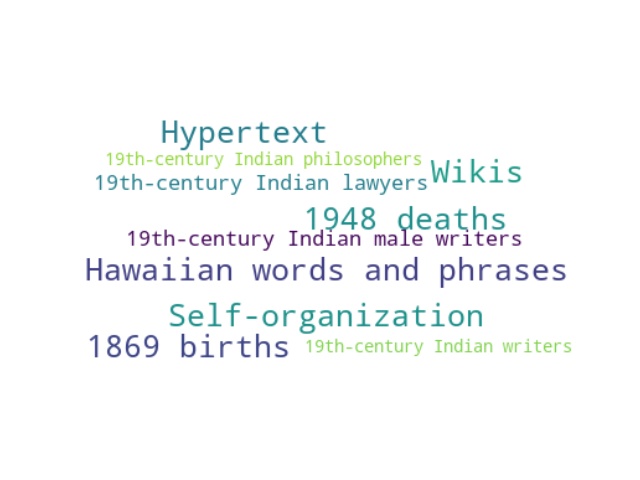 Hypertext
19th-century Indian philosophers
Wikis
19th-century Indian lawyers
1948 deaths
19th-century Indian male writers
Hawaiian words and phrases
Self-organization
1869 births
19th-century Indian writers